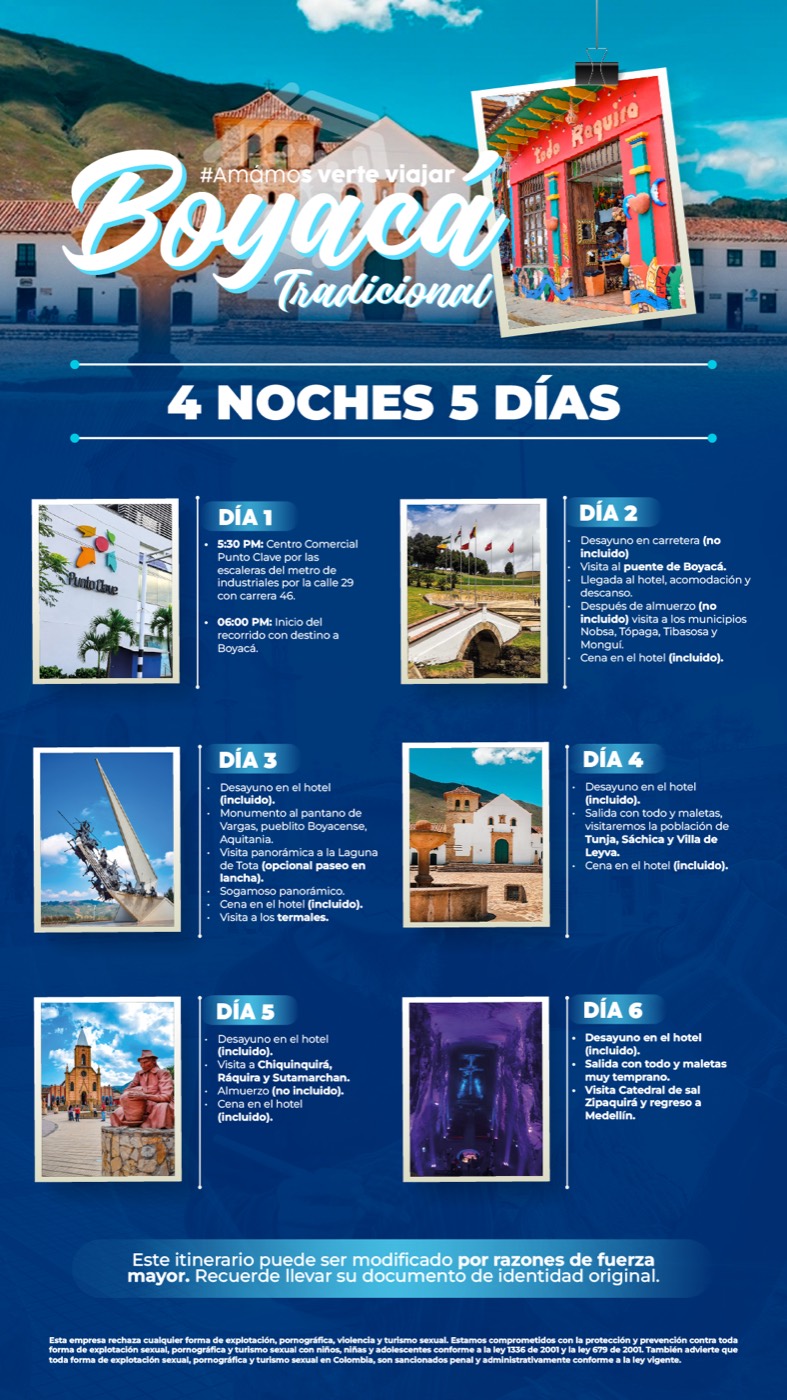 #Amámos verte viajar
Boyacá
Tradicional
Todo Raquira
4 NOCHES 5 DÍAS
Punto Clave
DÍA 1
• 5:30 PM: Centro Comercial
Punto Clave por las
escaleras del metro de
industriales por la calle 29
con carrera 46.
• 06:00 PM: Inicio del
recorrido con destino a
Boyacá.
DÍA 2
• Desayuno en carretera (no
incluido)
• Visita al puente de Boyacá.
• Llegada al hotel, acomodación y
descanso.
• Después de almuerzo (no
incluido) visita a los municipios
Nobsa, Tópaga, Tibasosa y
Monguí.
• Cena en el hotel (incluido).
DÍA 3
• Desayuno en el hotel
(incluido).
• Monumento al pantano de
Vargas, pueblito Boyacense,
Aquitania.
• Visita panorámica a la Laguna
de Tota (opcional paseo en
lancha).
• Sogamoso panorámico.
• Cena en el hotel (incluido).
• Visita a los termales.
DÍA 4
• Desayuno en el hotel
(incluido).
• Salida con todo y maletas,
visitaremos la población de
Tunja, Sáchica y Villa de
Leyva.
• Cena en el hotel (incluido).
DÍA 5
• Desayuno en el hotel
(incluido).
• Visita a Chiquinquirá,
Ráquira y Sutamarchan.
• Almuerzo (no incluido).
• Cena en el hotel
(incluido).
DÍA 6
• Desayuno en el hotel
(incluido).
• Salida con todo y maletas
muy temprano.
• Visita Catedral de sal
Zipaquirá y regreso a
Medellín.
Este itinerario puede ser modificado por razones de fuerza
mayor. Recuerde llevar su documento de identidad original.
Esta empresa rechaza cualquier forma de explotación, pornográfica, violencia y turismo sexual. Estamos comprometidos con la protección y prevención contra toda
forma de explotación sexual, pornográfica y turismo sexual con niños, niñas y adolescentes conforme a la ley 1336 de 2001 y la ley 679 de 2001. También advierte que
toda forma de explotación sexual, pornográfica y turismo sexual en Colombia, son sancionados penal y administrativamente conforme a la ley vigente.